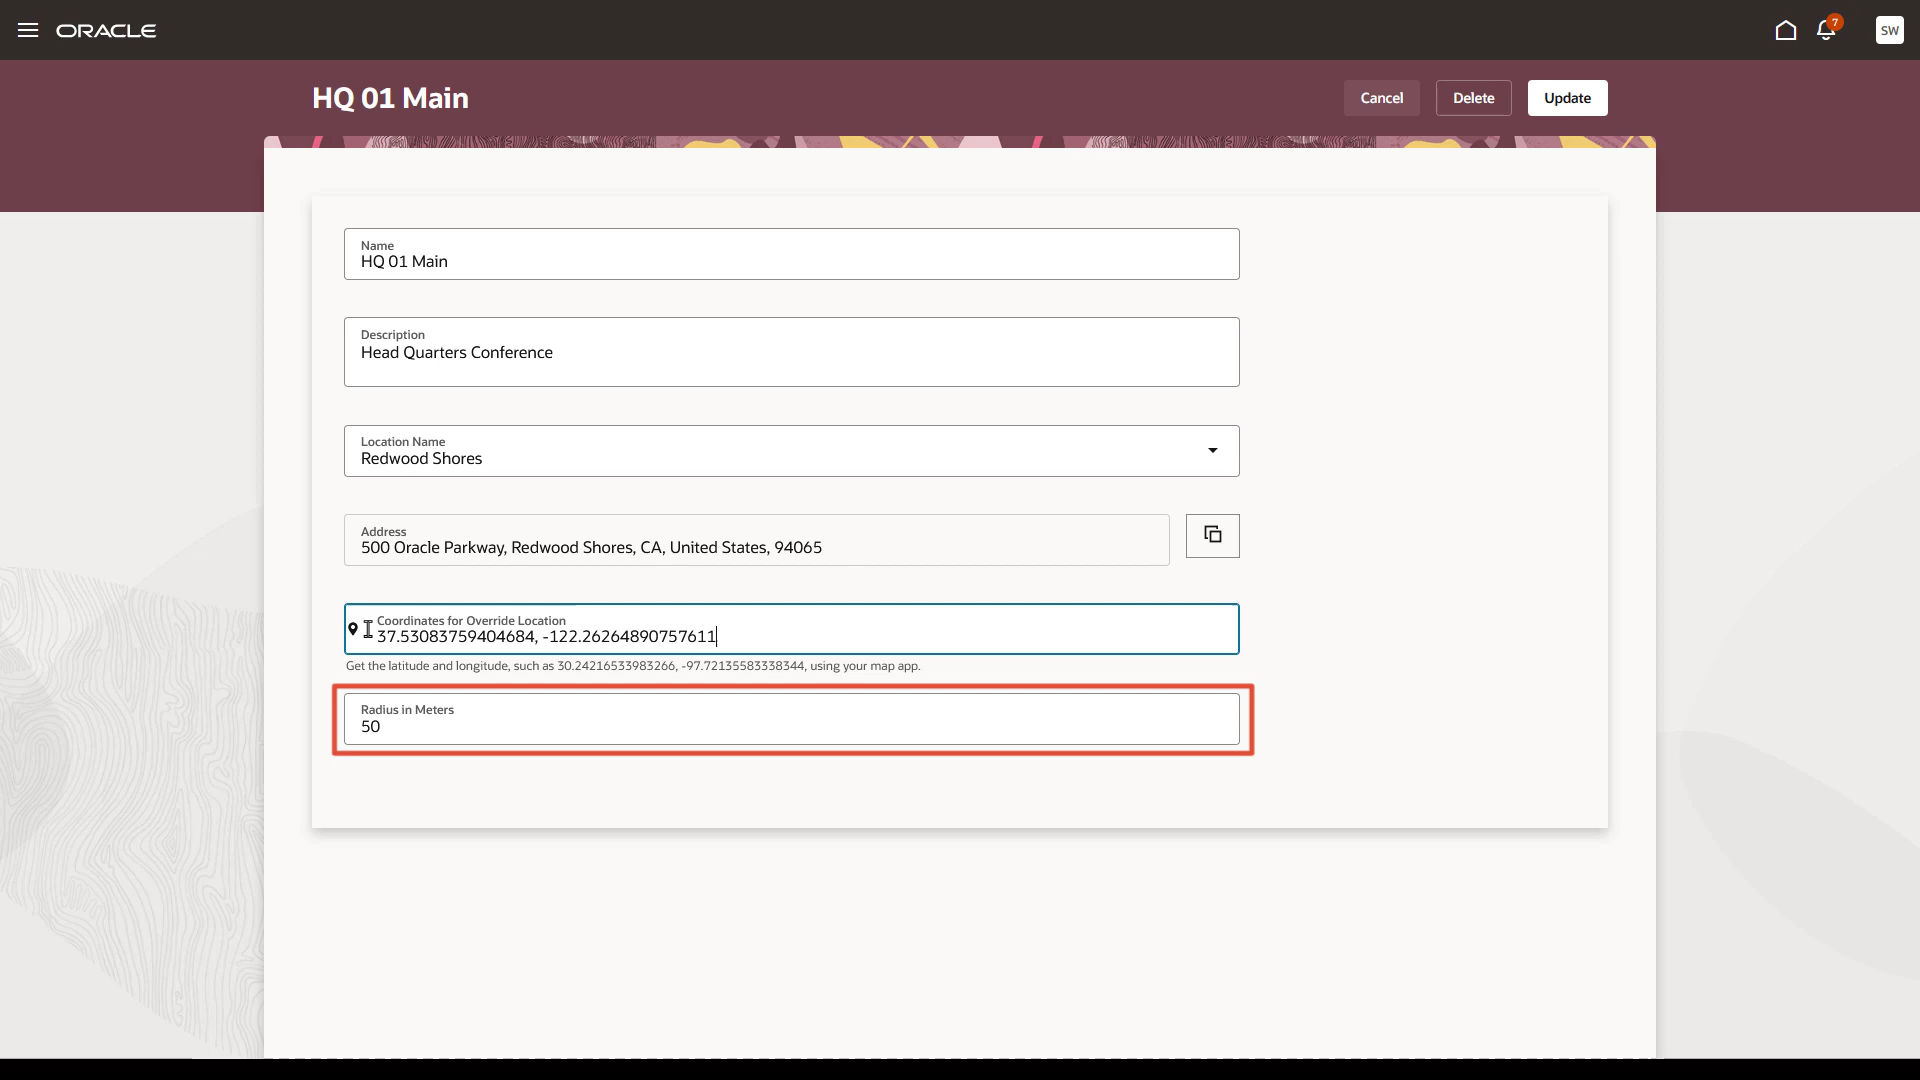 ORACLE
7
SW
HQ 01 Main
Cancel
Delete
Update
Name
HQ 01 Main
Description
Head Quarters Conference
Location Name
Redwood Shores
Address
500 Oracle Parkway, Redwood Shores, CA, United States, 94065
Coordinates for Override Location
37.53083759404684, -122.26264890757611
Get the latitude and longitude, such as 30.24216533983266, -97.72135583338344, using your map app.
Radius in Meters
50